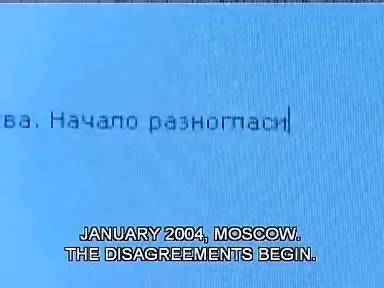 ва. Начало разногласи
JANUARY 2004, MOSCOW.
THE DISAGREEMENTS BEGIN.